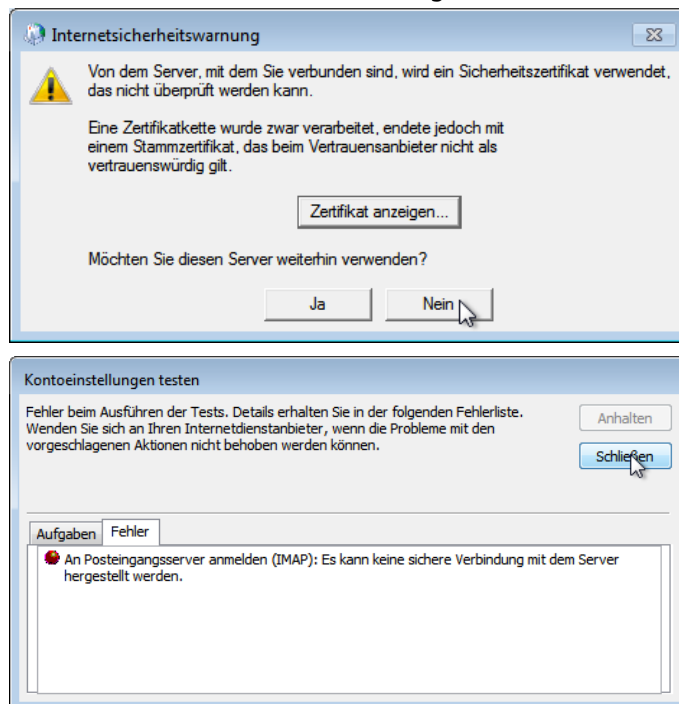 Internetsicherheitswarnung
Von dem Server, mit dem Sie verbunden sind, wird ein Sicherheitszertifikat verwendet,
das nicht überprüft werden kann.
Eine Zertifikatkette wurde zwar verarbeitet, endete jedoch mit
einem Stammzertifikat, das beim Vertrauensanbieter nicht als
vertrauenswürdig gilt.
Zertifikat anzeigen...
Möchten Sie diesen Server weiterhin verwenden?
Ja Nein
Kontoeinstellungen testen
Fehler beim Ausführen der Tests. Details erhalten Sie in der folgenden Fehlerliste.
Wenden Sie sich an Ihren Internetdienstanbieter, wenn die Probleme mit den
vorgeschlagenen Aktionen nicht behoben werden können.
Anhalten
Schließen
Aufgaben Fehler
An Posteingangsserver anmelden (IMAP): Es kann keine sichere Verbindung mit dem Server
hergestellt werden.